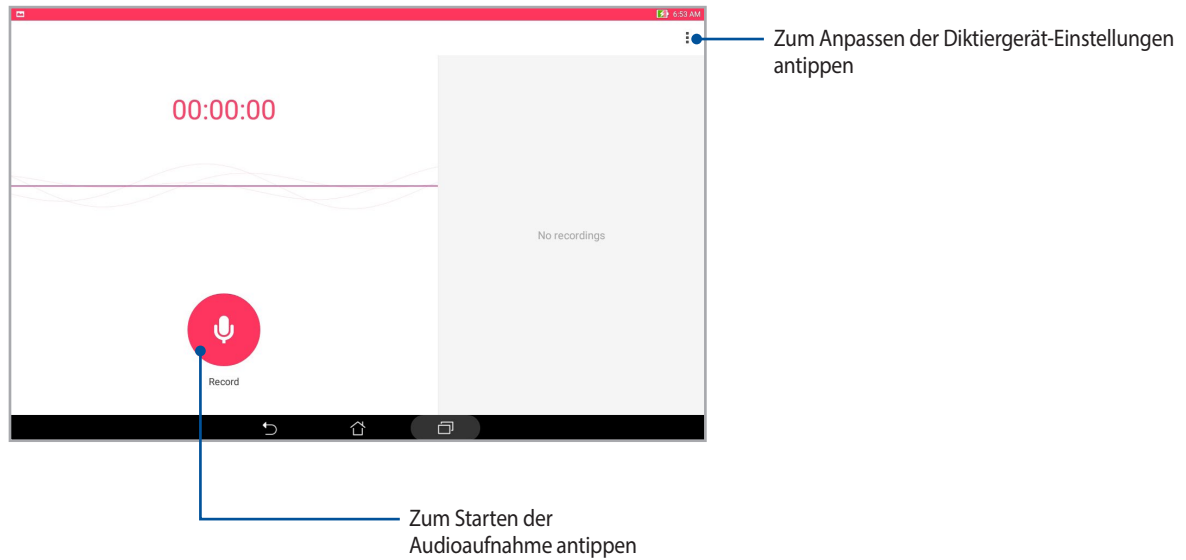 6:53 AM
Zum Anpassen der Diktiergerät-Einstellungen
antippen
00:00:00
No recordings
Record
Zum Starten der
Audioaufnahme antippen